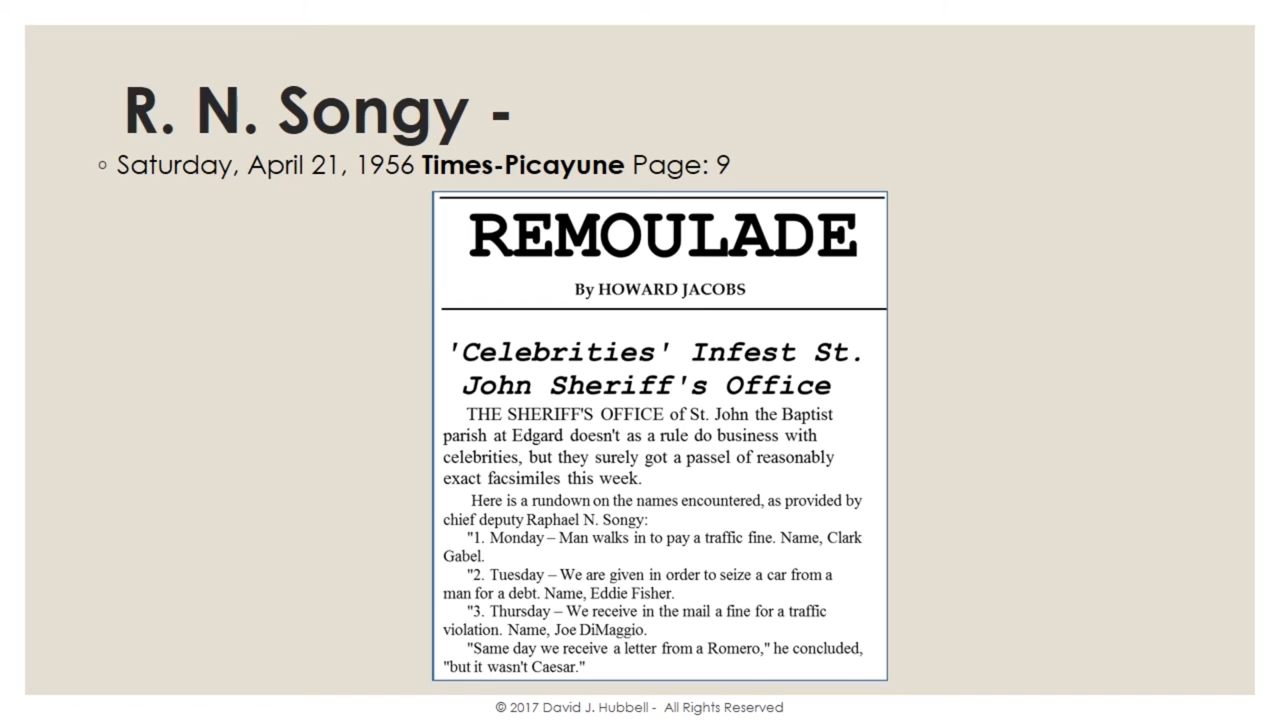 R. N. Songy -
◦ Saturday, April 21, 1956 Times-Picayune Page: 9
REMOULADE
By HOWARD JACOBS
'Celebrities' Infest St.
John Sheriff's Office
THE SHERIFF'S OFFICE of St. John the Baptist
parish at Edgard doesn't as a rule do business with
celebrities, but they surely got a passel of reasonably
exact facsimiles this week.
Here is a rundown on the names encountered, as provided by
chief deputy Raphael N. Songy:
"1. Monday – Man walks in to pay a traffic fine. Name, Clark
Gabel.
"2. Tuesday – We are given in order to seize a car from a
man for a debt. Name, Eddie Fisher.
"3. Thursday – We receive in the mail a fine for a traffic
violation. Name, Joe DiMaggio.
"Same day we receive a letter from a Romero," he concluded,
"but it wasn't Caesar."
© 2017 David J. Hubbell - All Rights Reserved